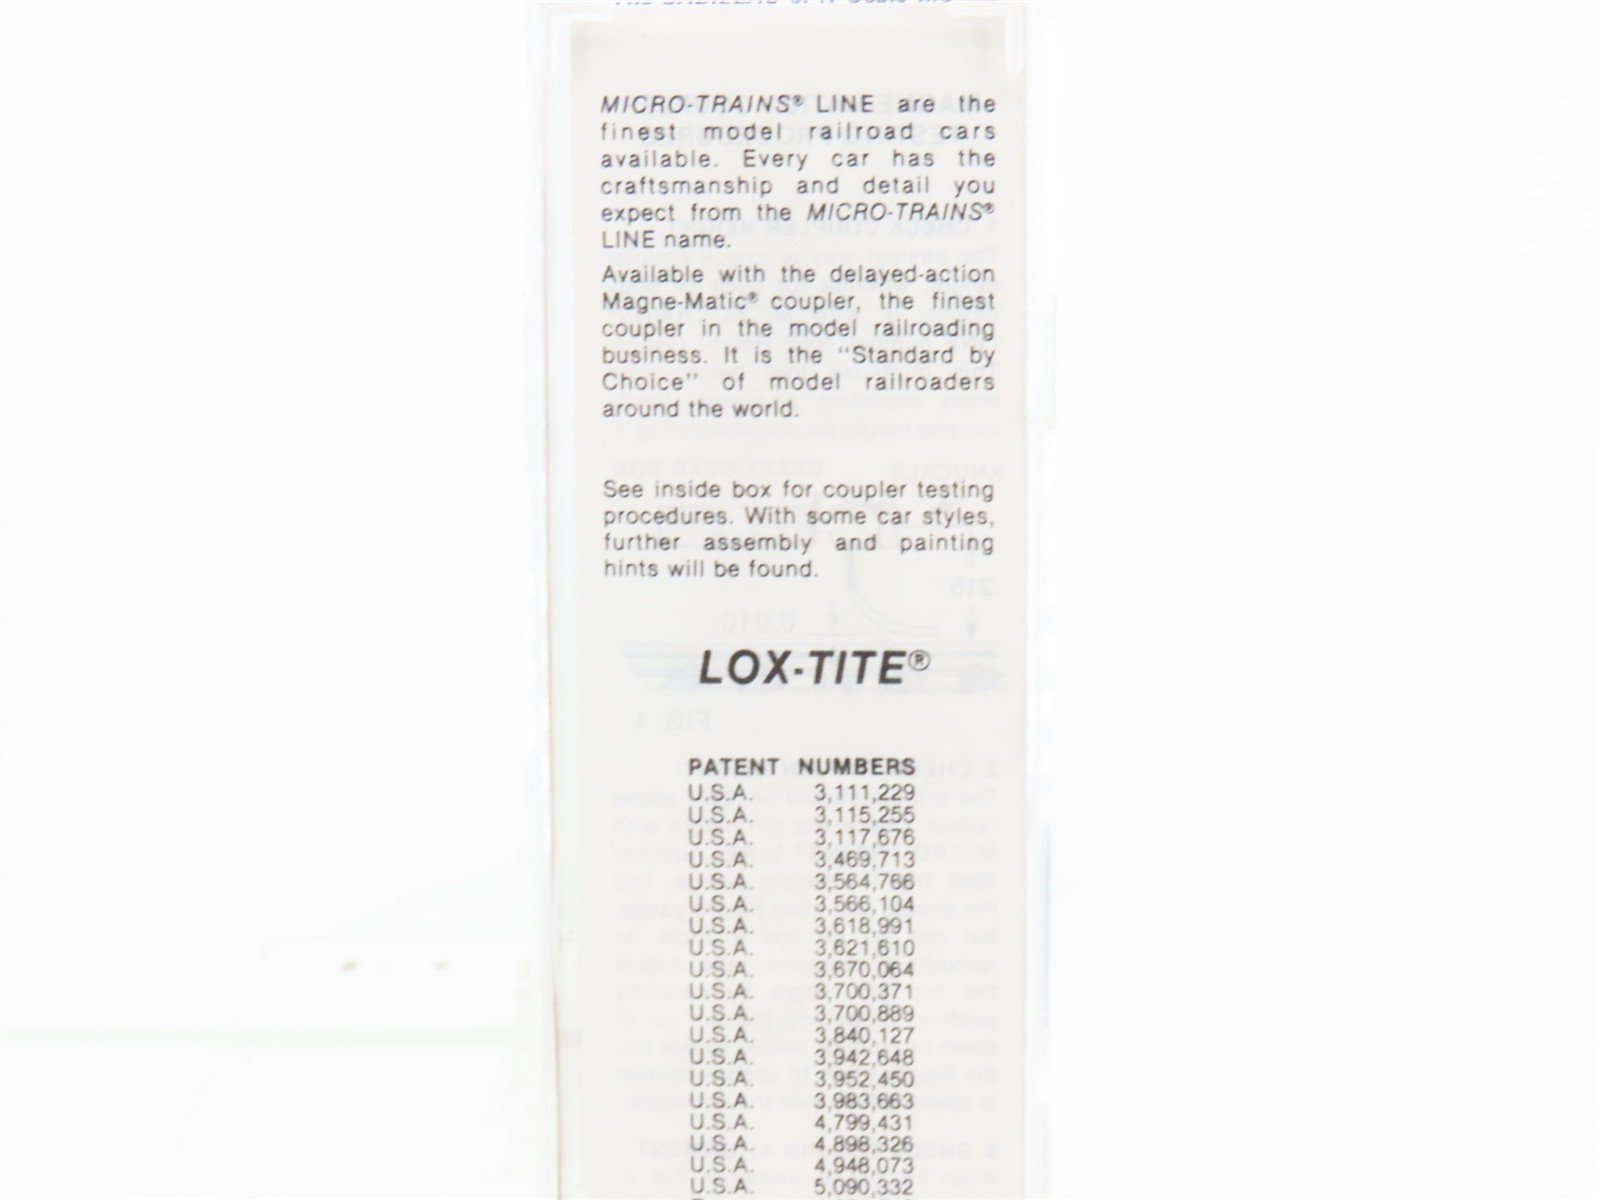 MICRO-TRAINS® LINE are the
finest model railroad cars
available. Every car has the
craftsmanship and detail you
expect from the MICRO-TRAINS®
LINE name.
Available with the delayed-action
Magne-Matic® coupler, the finest
coupler in the model railroading
business. It is the "Standard by
Choice" of model railroaders
around the world.
See inside box for coupler testing
procedures. With some car styles,
further assembly and painting
hints will be found.
LOX-TITE®
PATENT NUMBERS
U.S.A. 3,111,229
U.S.A. 3,115,255
U.S.A. 3,117,676
U.S.A. 3,469,713
U.S.A. 3,564,766
U.S.A. 3,566,104
U.S.A. 3,618,991
U.S.A. 3,621,610
U.S.A. 3,670,064
U.S.A. 3,700,371
U.S.A. 3,700,889
U.S.A. 3,840,127
U.S.A. 3,942,648
U.S.A. 3,952,450
U.S.A. 3,983,663
U.S.A. 4,799,431
U.S.A. 4,898,326
U.S.A. 4,948,073
U.S.A. 5,090,332